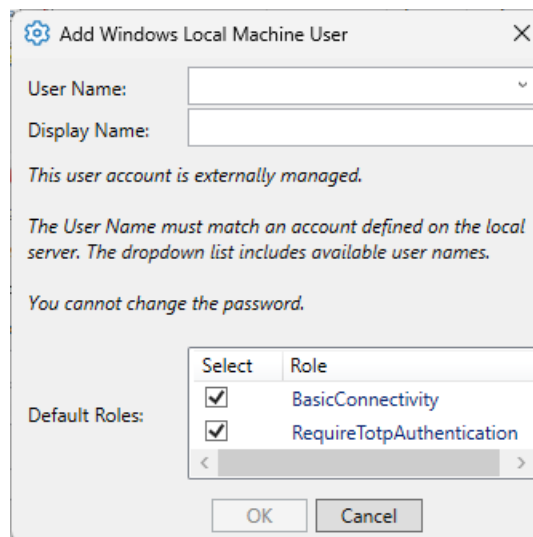 Add Windows Local Machine User
User Name:
Display Name:
This user account is externally managed.
The User Name must match an account defined on the local
server. The dropdown list includes available user names.
You cannot change the password.
Select Role
BasicConnectivity
Default Roles:
RequireTotpAuthentication
OK Cancel